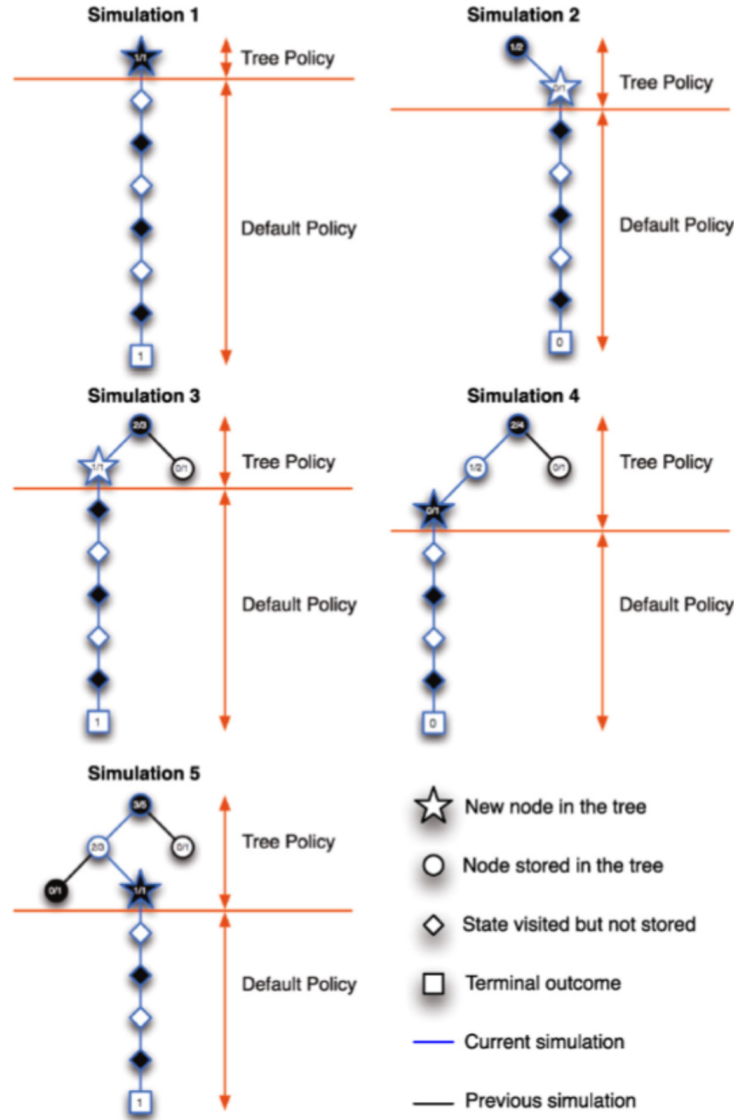 Simulation 1
1/1
Tree Policy
Default Policy
1
Simulation 2
1/2
0/1
Tree Policy
Default Policy
0
Simulation 3
2/3
1/1
0/1
Tree Policy
Default Policy
1
Simulation 4
2/4
1/2
0/1
0/1
Tree Policy
Default Policy
0
Simulation 5
3/5
2/3
0/1
0/1
1/1
Tree Policy
Default Policy
1
New node in the tree
Node stored in the tree
State visited but not stored
Terminal outcome
Current simulation
Previous simulation